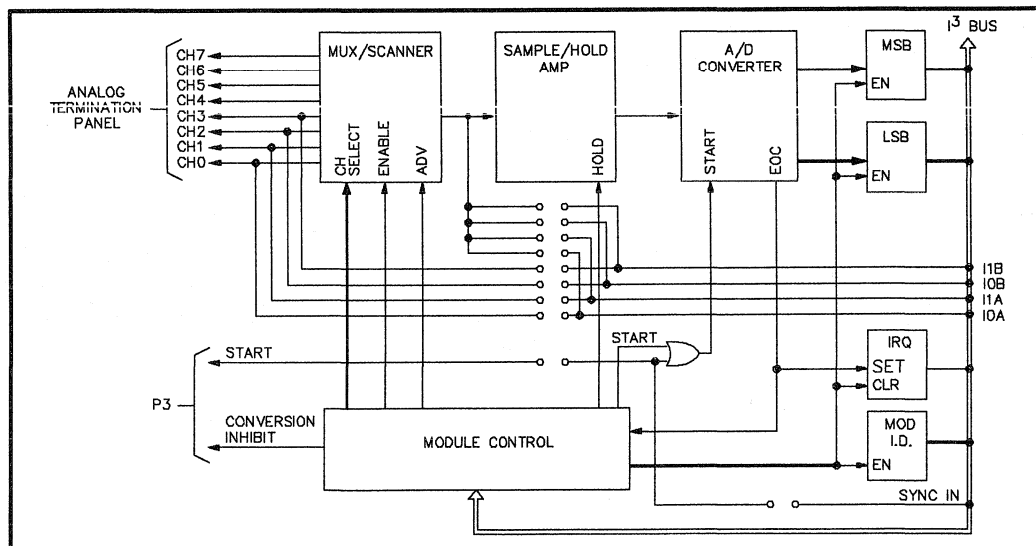 I³ BUS
MUX/SCANNER
SAMPLE/HOLD
AMP
A/D
CONVERTER
MSB
EN
LSB
EN
ANALOG
TERMINATION
PANEL
CH7
CH6
CH5
CH4
CH3
CH2
CH1
CH0
CH
SELECT
ENABLE
ADV
HOLD
START
EOC
I1B
I0B
I1A
I0A
START
START
IRQ
SET
CLR
P3
CONVERSION
INHIBIT
MODULE CONTROL
MOD
I.D.
EN
SYNC IN